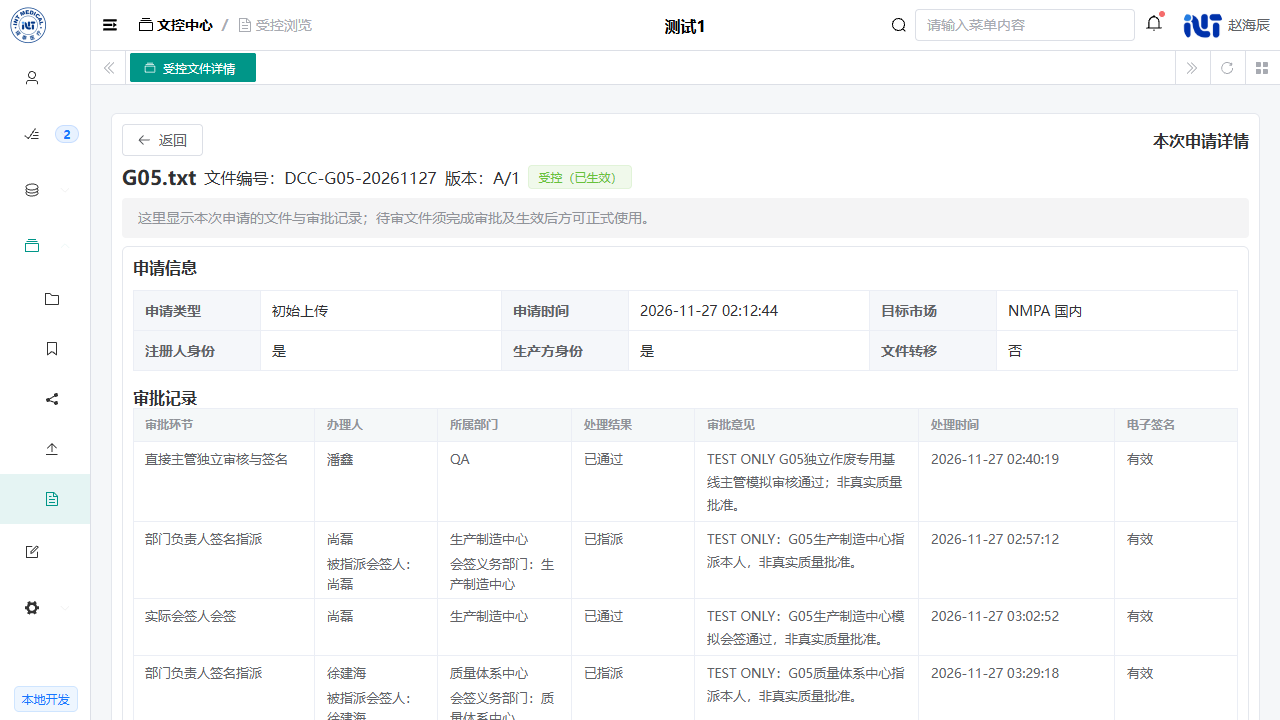 INT MEDICAL
文控中心 / 受控浏览
测试1
请输入菜单内容
赵海辰
受控文件详情
2
本地开发
返回
本次申请详情
G05.txt 文件编号：DCC-G05-20261127 版本：A/1 受控（已生效）
这里显示本次申请的文件与审批记录；待审文件须完成审批及生效后方可正式使用。
申请信息
申请类型 初始上传 申请时间 2026-11-27 02:12:44 目标市场 NMPA 国内
注册人身份 是 生产方身份 是 文件转移 否
审批记录
审批环节 办理人 所属部门 处理结果 审批意见 处理时间 电子签名
直接主管独立审核与签名 潘鑫 QA 已通过 TEST ONLY G05独立作废专用基 2026-11-27 02:40:19 有效
线主管模拟审核通过；非真实质量
批准。
部门负责人签名指派 尚磊 生产制造中心 已指派 TEST ONLY：G05生产制造中心指 2026-11-27 02:57:12 有效
被指派会签人： 会签义务部门：生 派本人，非真实质量批准。
尚磊 产制造中心
实际会签人会签 尚磊 生产制造中心 已通过 TEST ONLY：G05生产制造中心模 2026-11-27 03:02:52 有效
拟会签通过，非真实质量批准。
部门负责人签名指派 徐建海 质量体系中心 已指派 TEST ONLY：G05质量体系中心指 2026-11-27 03:29:18 有效
被指派会签人： 会签义务部门：质 派本人，非真实质量批准。
徐建海 量体系中心